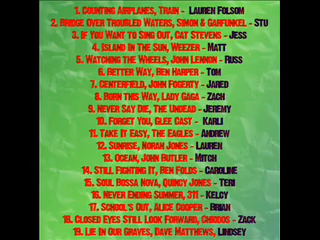 1. Counting Airplanes, Train - Lauren Folsom
2. Bridge Over Troubled Waters, Simon & Garfunkel - Stu
3. If You Want to Sing Out, Cat Stevens - Jess
4. Island In the Sun, Weezer - Matt
5. Watching the Wheels, John Lennon - Russ
6. Better Way, Ben Harper - Tom
7. Centerfield, John Fogerty - Jared
8. Born this Way, Lady Gaga - Zach
9. Never Say Die, The Undead - Jeremy
10. Forget You, Glee Cast - Karli
11. Take It Easy, The Eagles - Andrew
12. Sunrise, Norah Jones - Lauren
13. Ocean, John Butler - Mitch
14. Still Fighting It, Ben Folds - Caroline
15. Soul Bossa Nova, Quincy Jones - Teri
16. Never Ending Summer, 311 - Kelcy
17. School's Out, Alice Cooper - Brian
18. Closed Eyes Still Look Forward, Chiodos - Zack
19. Lie In Our Graves, Dave Matthews, Lindsey